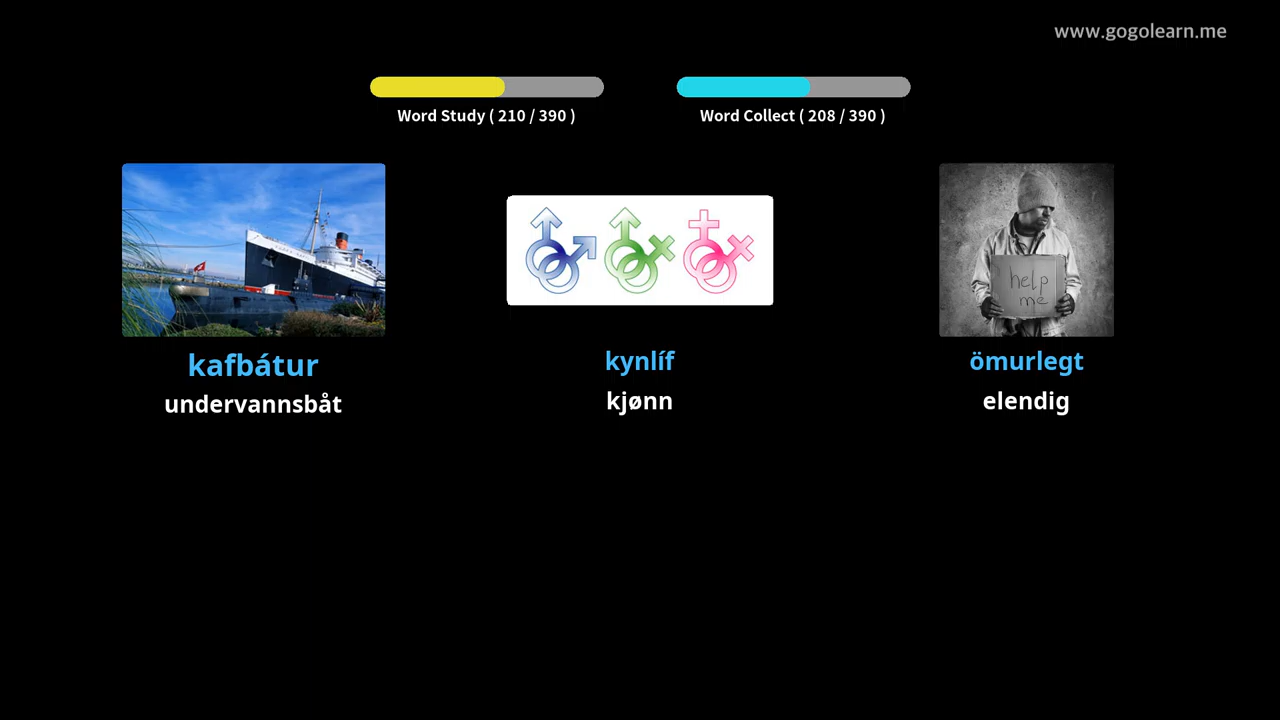 www.gogolearn.me
Word Study ( 210 / 390 )
Word Collect ( 208 / 390 )
help
me
kafbátur
kynlíf
ömurlegt
undervannsbåt
kjønn
elendig